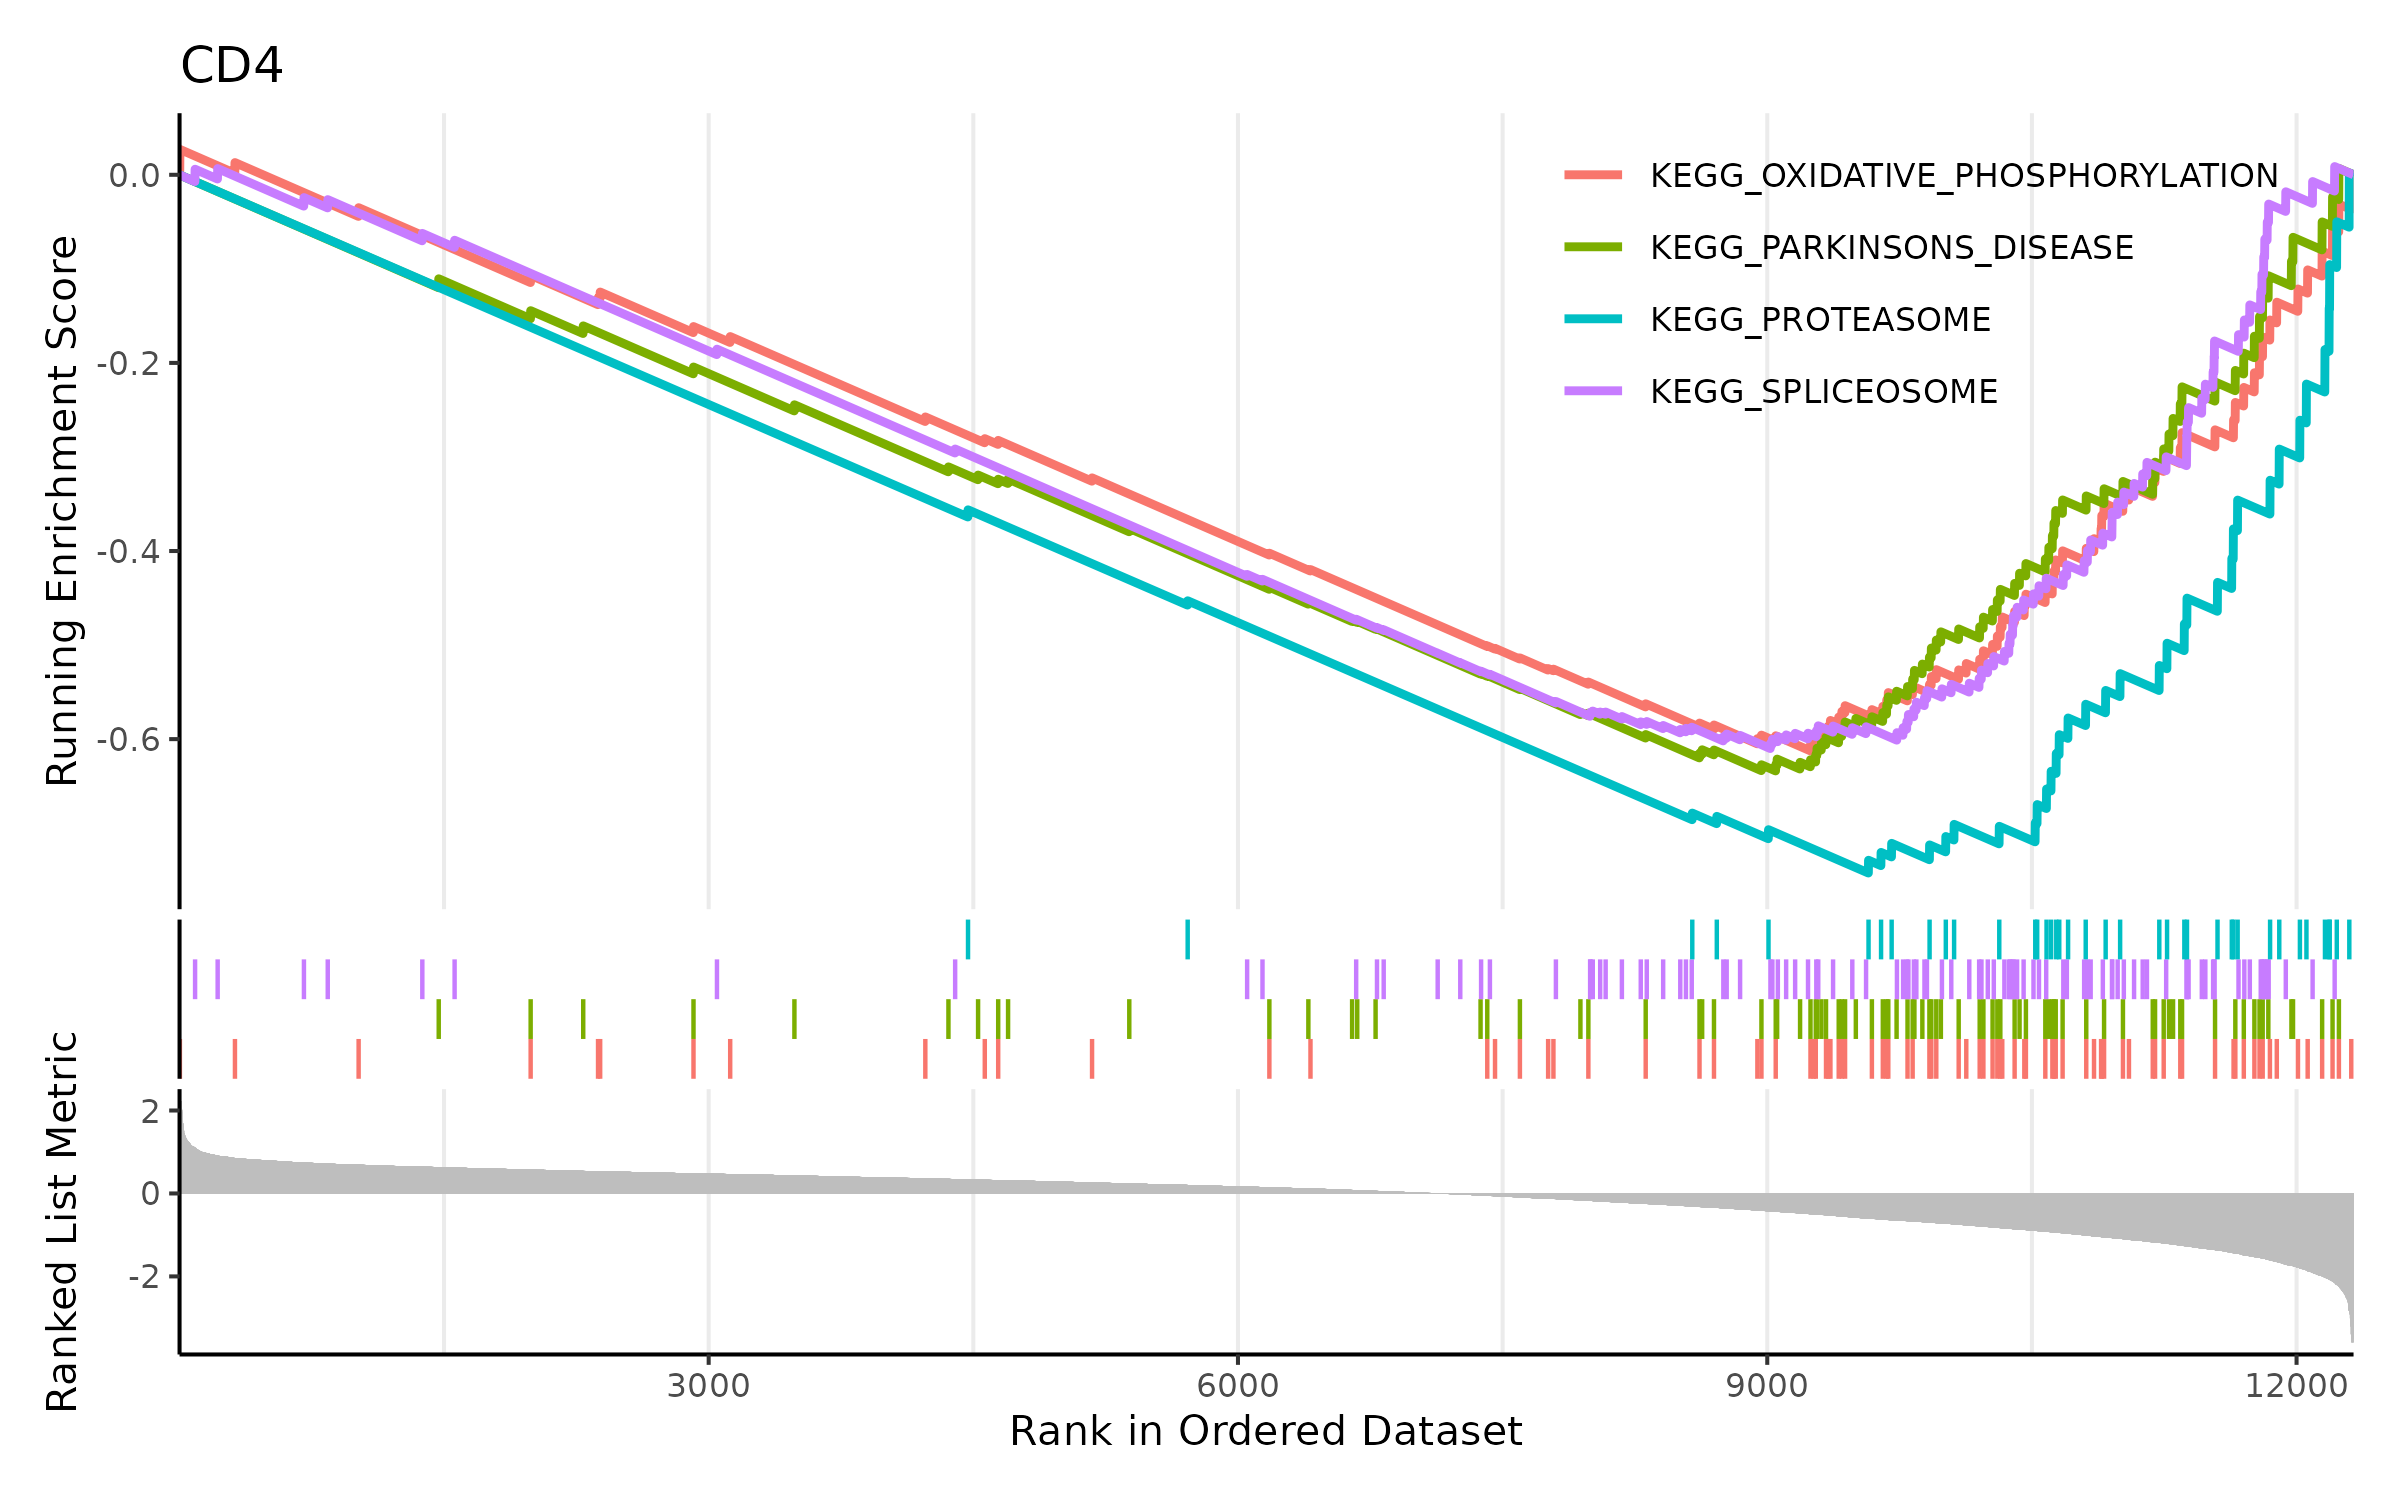 CD4
Running Enrichment Score
0.0
-0.2
-0.4
-0.6
KEGG_OXIDATIVE_PHOSPHORYLATION
KEGG_PARKINSONS_DISEASE
KEGG_PROTEASOME
KEGG_SPLICEOSOME
Ranked List Metric
2
0
-2
3000
6000
9000
12000
Rank in Ordered Dataset